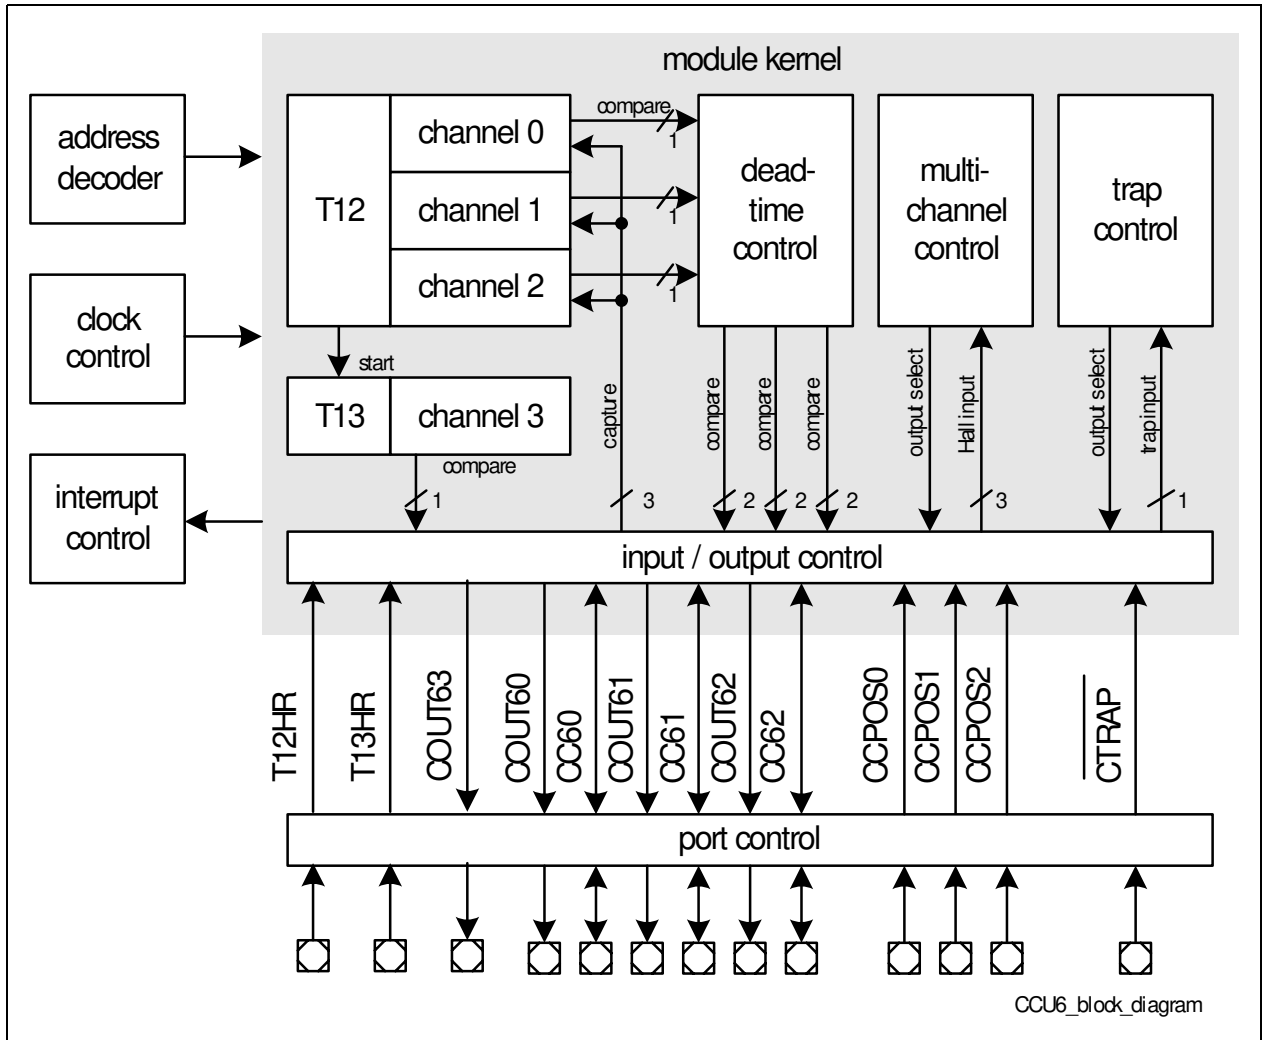 module kernel
address
decoder
clock
control
interrupt
control
T12
channel 0
channel 1
channel 2
compare
1
1
1
dead-
time
control
multi-
channel
control
trap
control
start
T13
channel 3
compare
1
capture
3
compare
2
compare
2
compare
2
output select
Hall input
3
output select
trap input
1
input / output control
T12HR
T13HR
COUT63
COUT60
CC60
COUT61
CC61
COUT62
CC62
CCPOS0
CCPOS1
CCPOS2
C̅T̅R̅A̅P̅
port control
CCU6_block_diagram